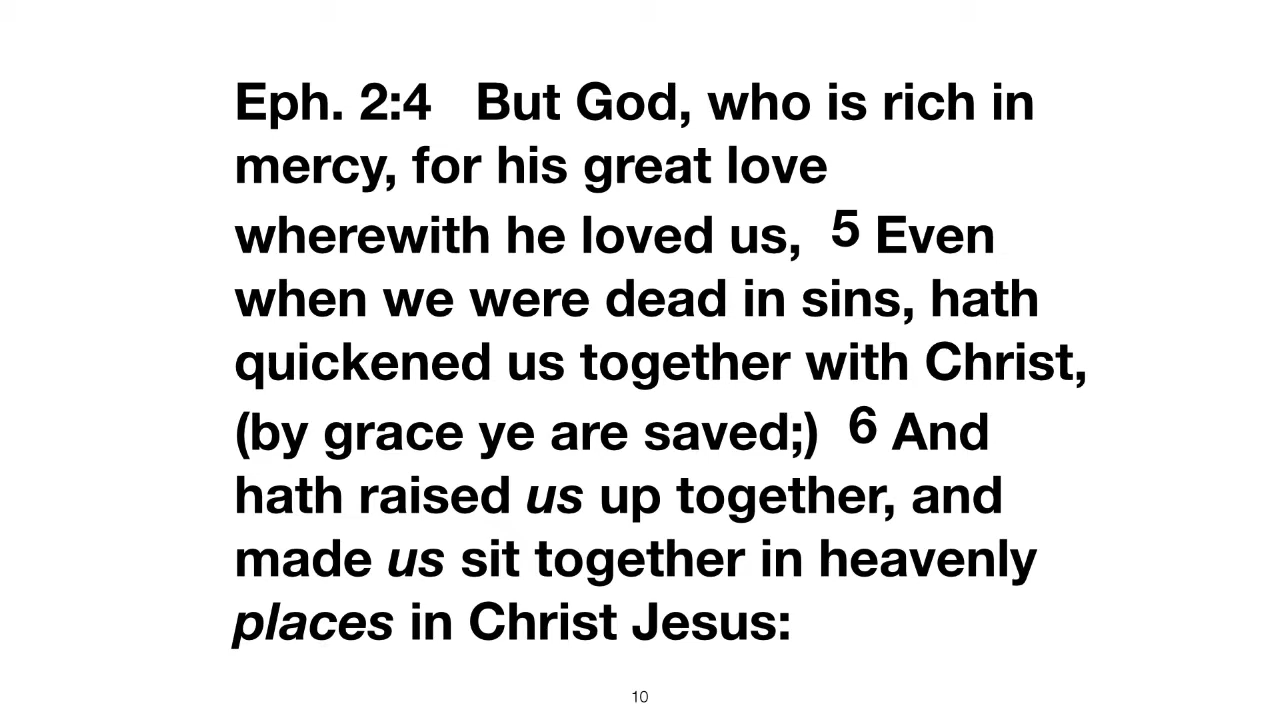 Eph. 2:4 But God, who is rich in
mercy, for his great love
wherewith he loved us, 5 Even
when we were dead in sins, hath
quickened us together with Christ,
(by grace ye are saved;) 6 And
hath raised us up together, and
made us sit together in heavenly
places in Christ Jesus:
10